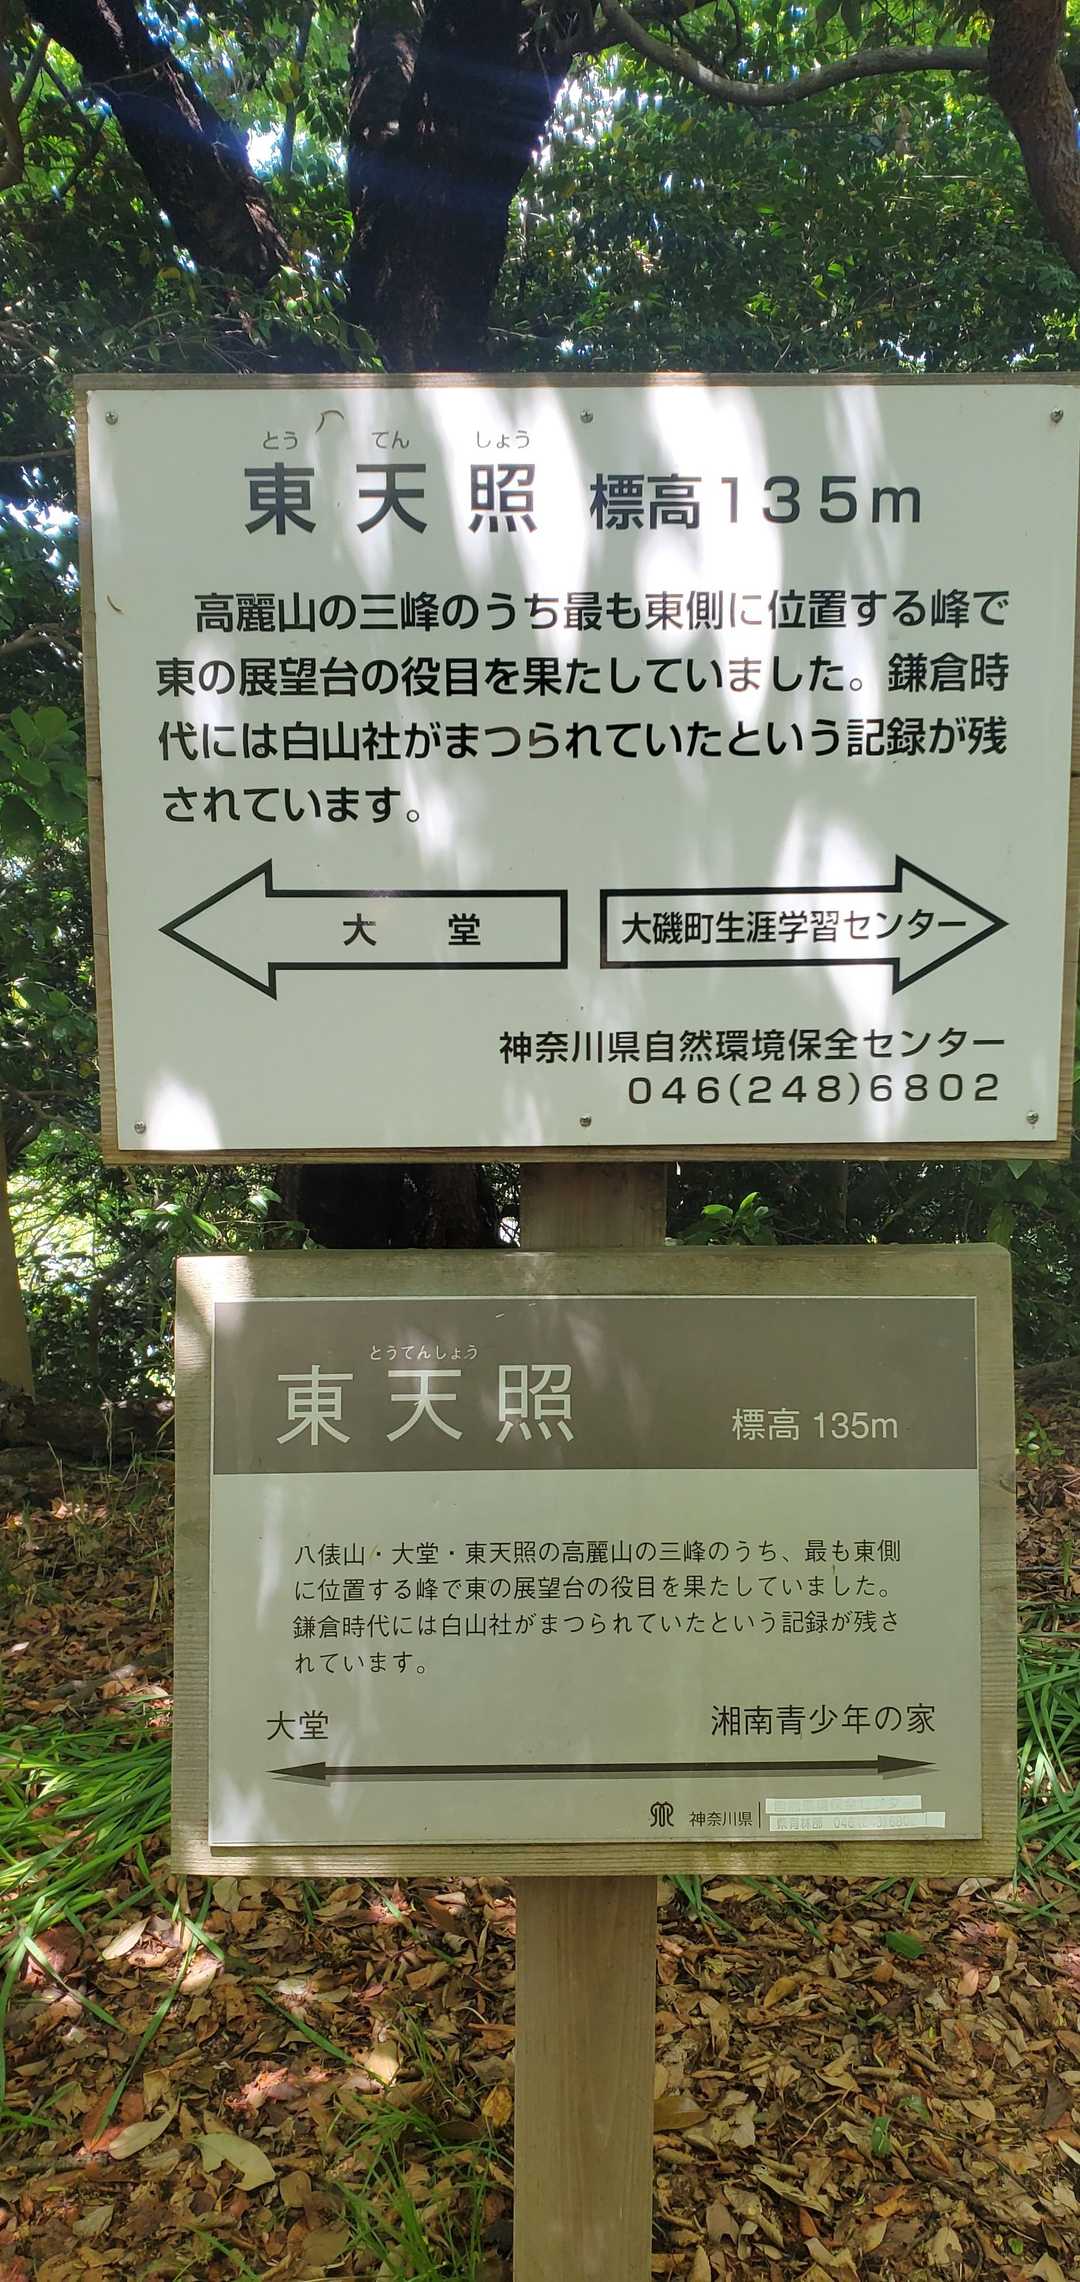 とう てん しょう
東天照 標高135m
高麗山の三峰のうち最も東側に位置する峰で
東の展望台の役目を果たしていました。鎌倉時
代には白山社がまつられていたという記録が残
されています。
大堂
大磯町生涯学習センター
神奈川県自然環境保全センター
046(248)6802
とうてんしょう
東天照 標高 135m
八俵山・大堂・東天照の高麗山の三峰のうち、最も東側
に位置する峰で東の展望台の役目を果たしていました。
鎌倉時代には白山社がまつられていたという記録が残さ
れています。
大堂 湘南青少年の家
神奈川県